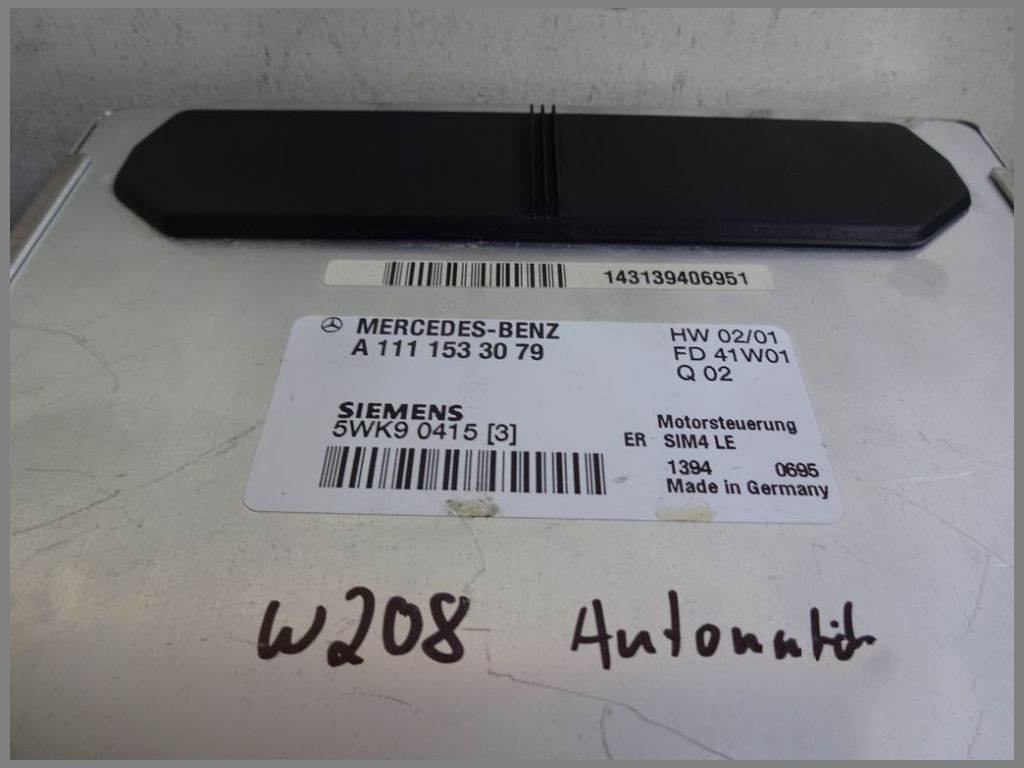 143139406951
MERCEDES-BENZ
A 111 153 30 79
HW 02/01
FD 41W01
Q 02
SIEMENS
5WK9 0415 [3]
Motorsteuerung
ER SIM4 LE
1394 0695
Made in Germany
W208 Automatik